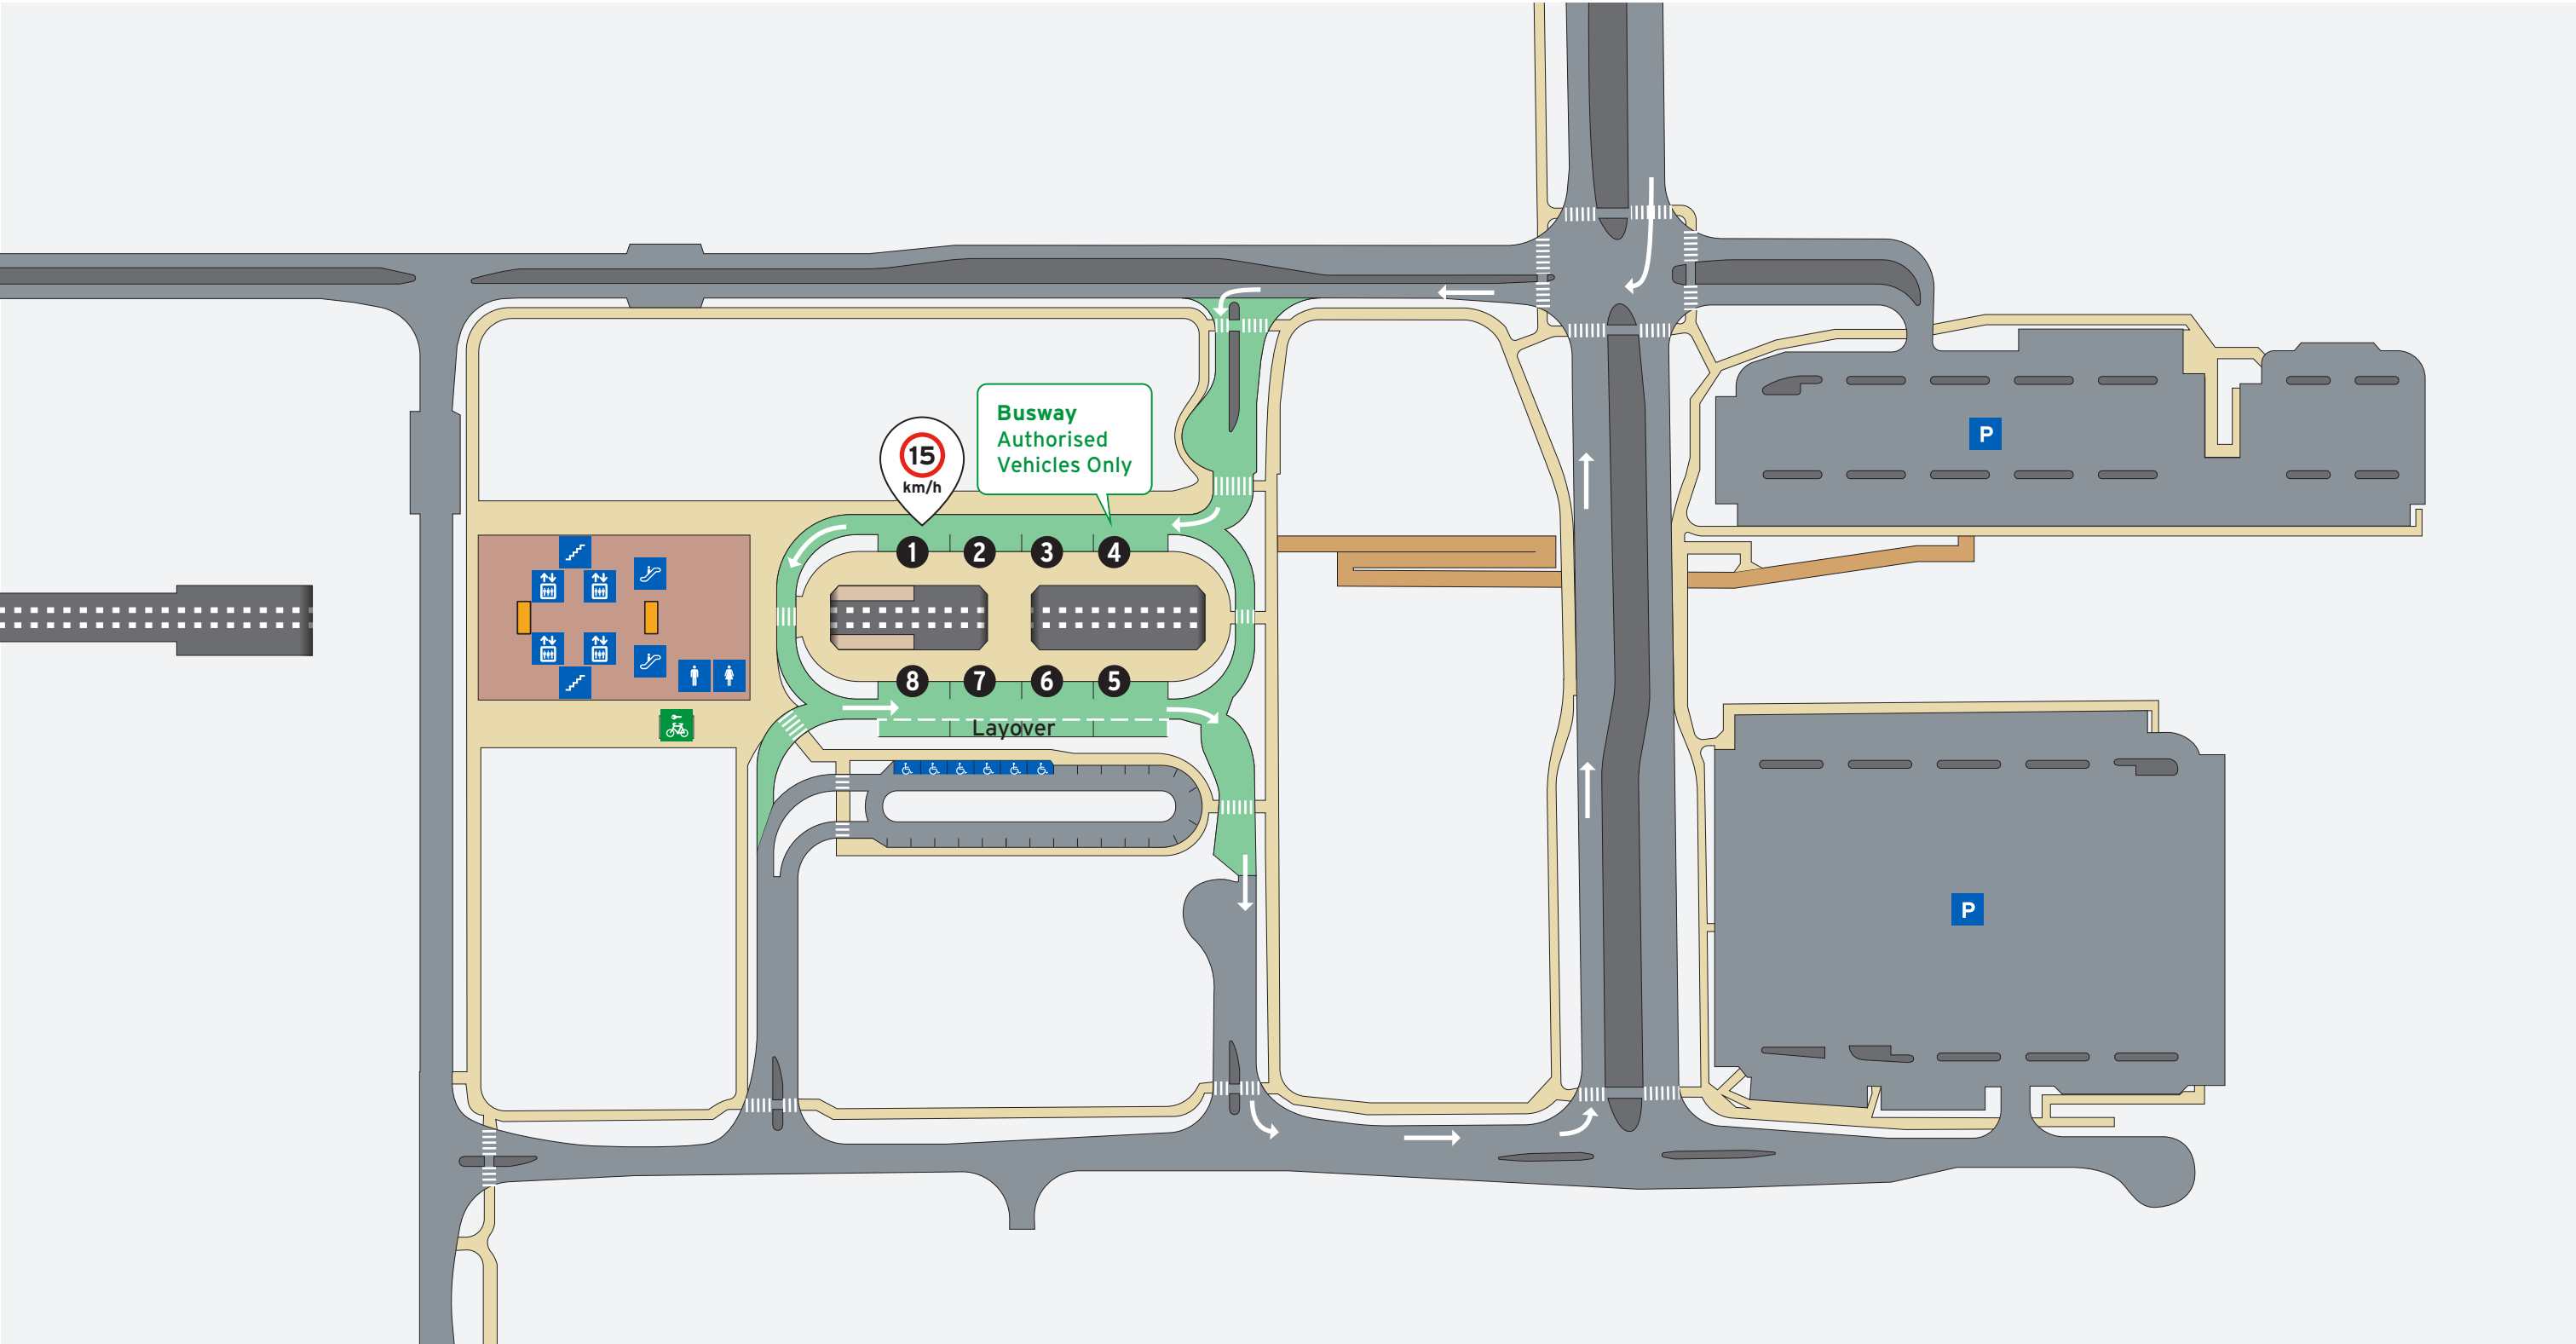 Busway
Authorised
Vehicles Only
15
km/h
1 2 3 4
8 7 6 5
Layover
P
P